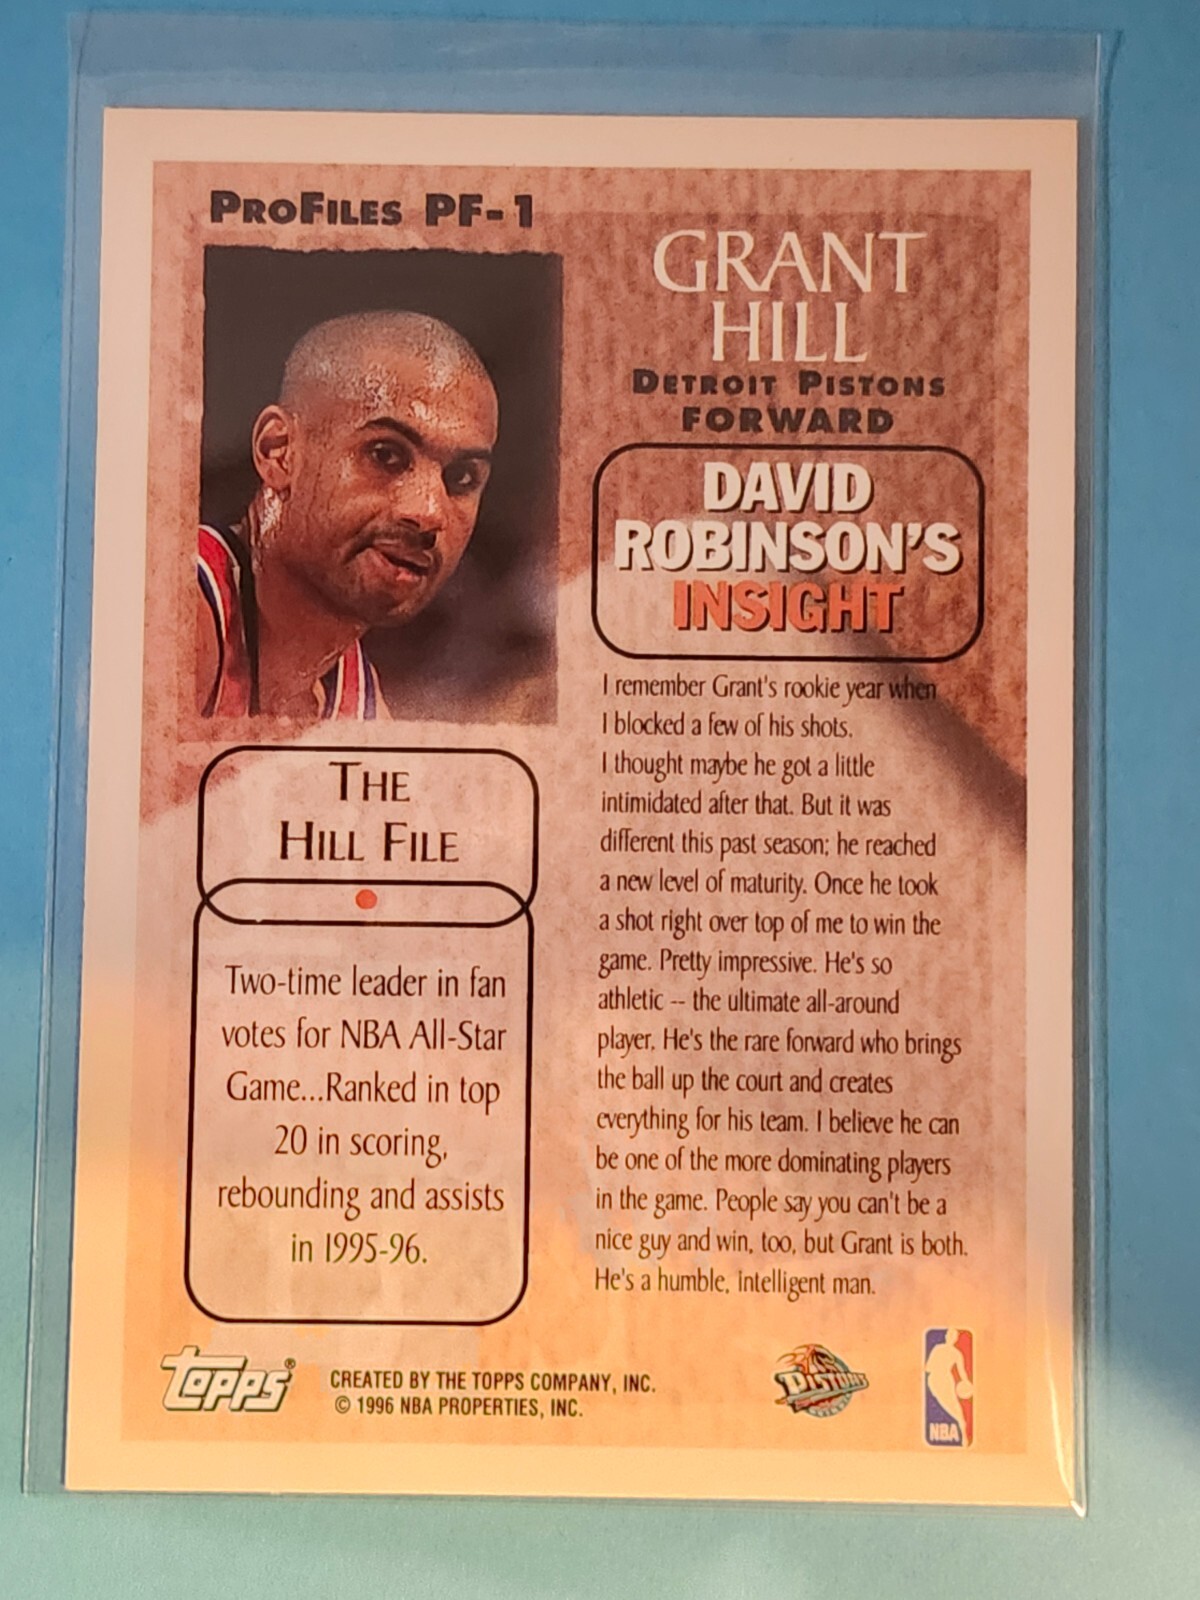 PROFILES PF-1
GRANT
HILL
DETROIT PISTONS
FORWARD
DAVID
ROBINSON'S
INSIGHT
I remember Grant's rookie year when
I blocked a few of his shots.
I thought maybe he got a little
intimidated after that. But it was
different this past season; he reached
a new level of maturity. Once he took
a shot right over top of me to win the
game. Pretty impressive. He's so
athletic -- the ultimate all-around
player. He's the rare forward who brings
the ball up the court and creates
everything for his team. I believe he can
be one of the more dominating players
in the game. People say you can't be a
nice guy and win, too, but Grant is both.
He's a humble, intelligent man.
THE
HILL FILE
Two-time leader in fan
votes for NBA All-Star
Game...Ranked in top
20 in scoring,
rebounding and assists
in 1995-96.
Topps®
CREATED BY THE TOPPS COMPANY, INC.
© 1996 NBA PROPERTIES, INC.
PISTONS
NBA